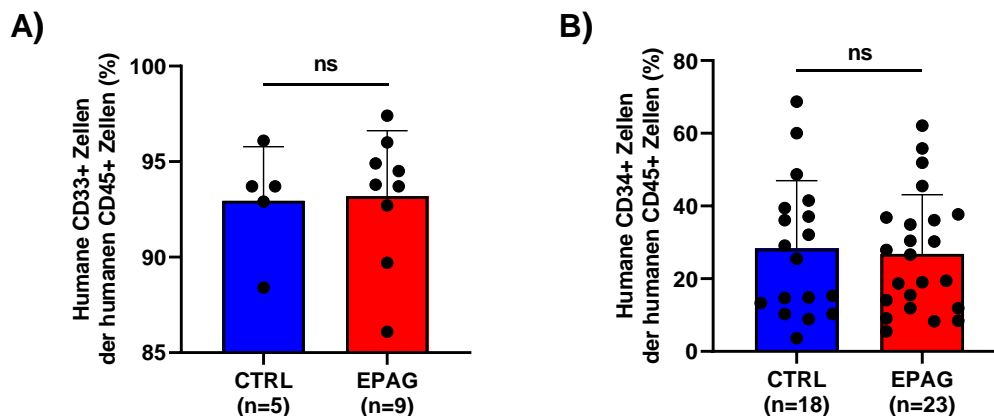 A)
Humane CD33+ Zellen
der humanen CD45+ Zellen (%)
100
95
90
85
ns
CTRL
(n=5)
EPAG
(n=9)
B)
Humane CD34+ Zellen
der humanen CD45+ Zellen (%)
80
60
40
20
0
ns
CTRL
(n=18)
EPAG
(n=23)